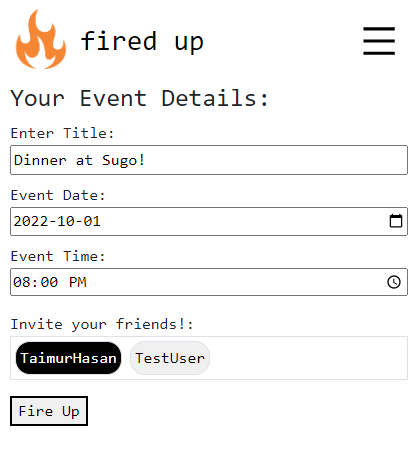 fired up
Your Event Details:
Enter Title:
Dinner at Sugo!
Event Date:
2022-10-01
Event Time:
08:00 PM
Invite your friends!:
TaimurHasan TestUser
Fire Up